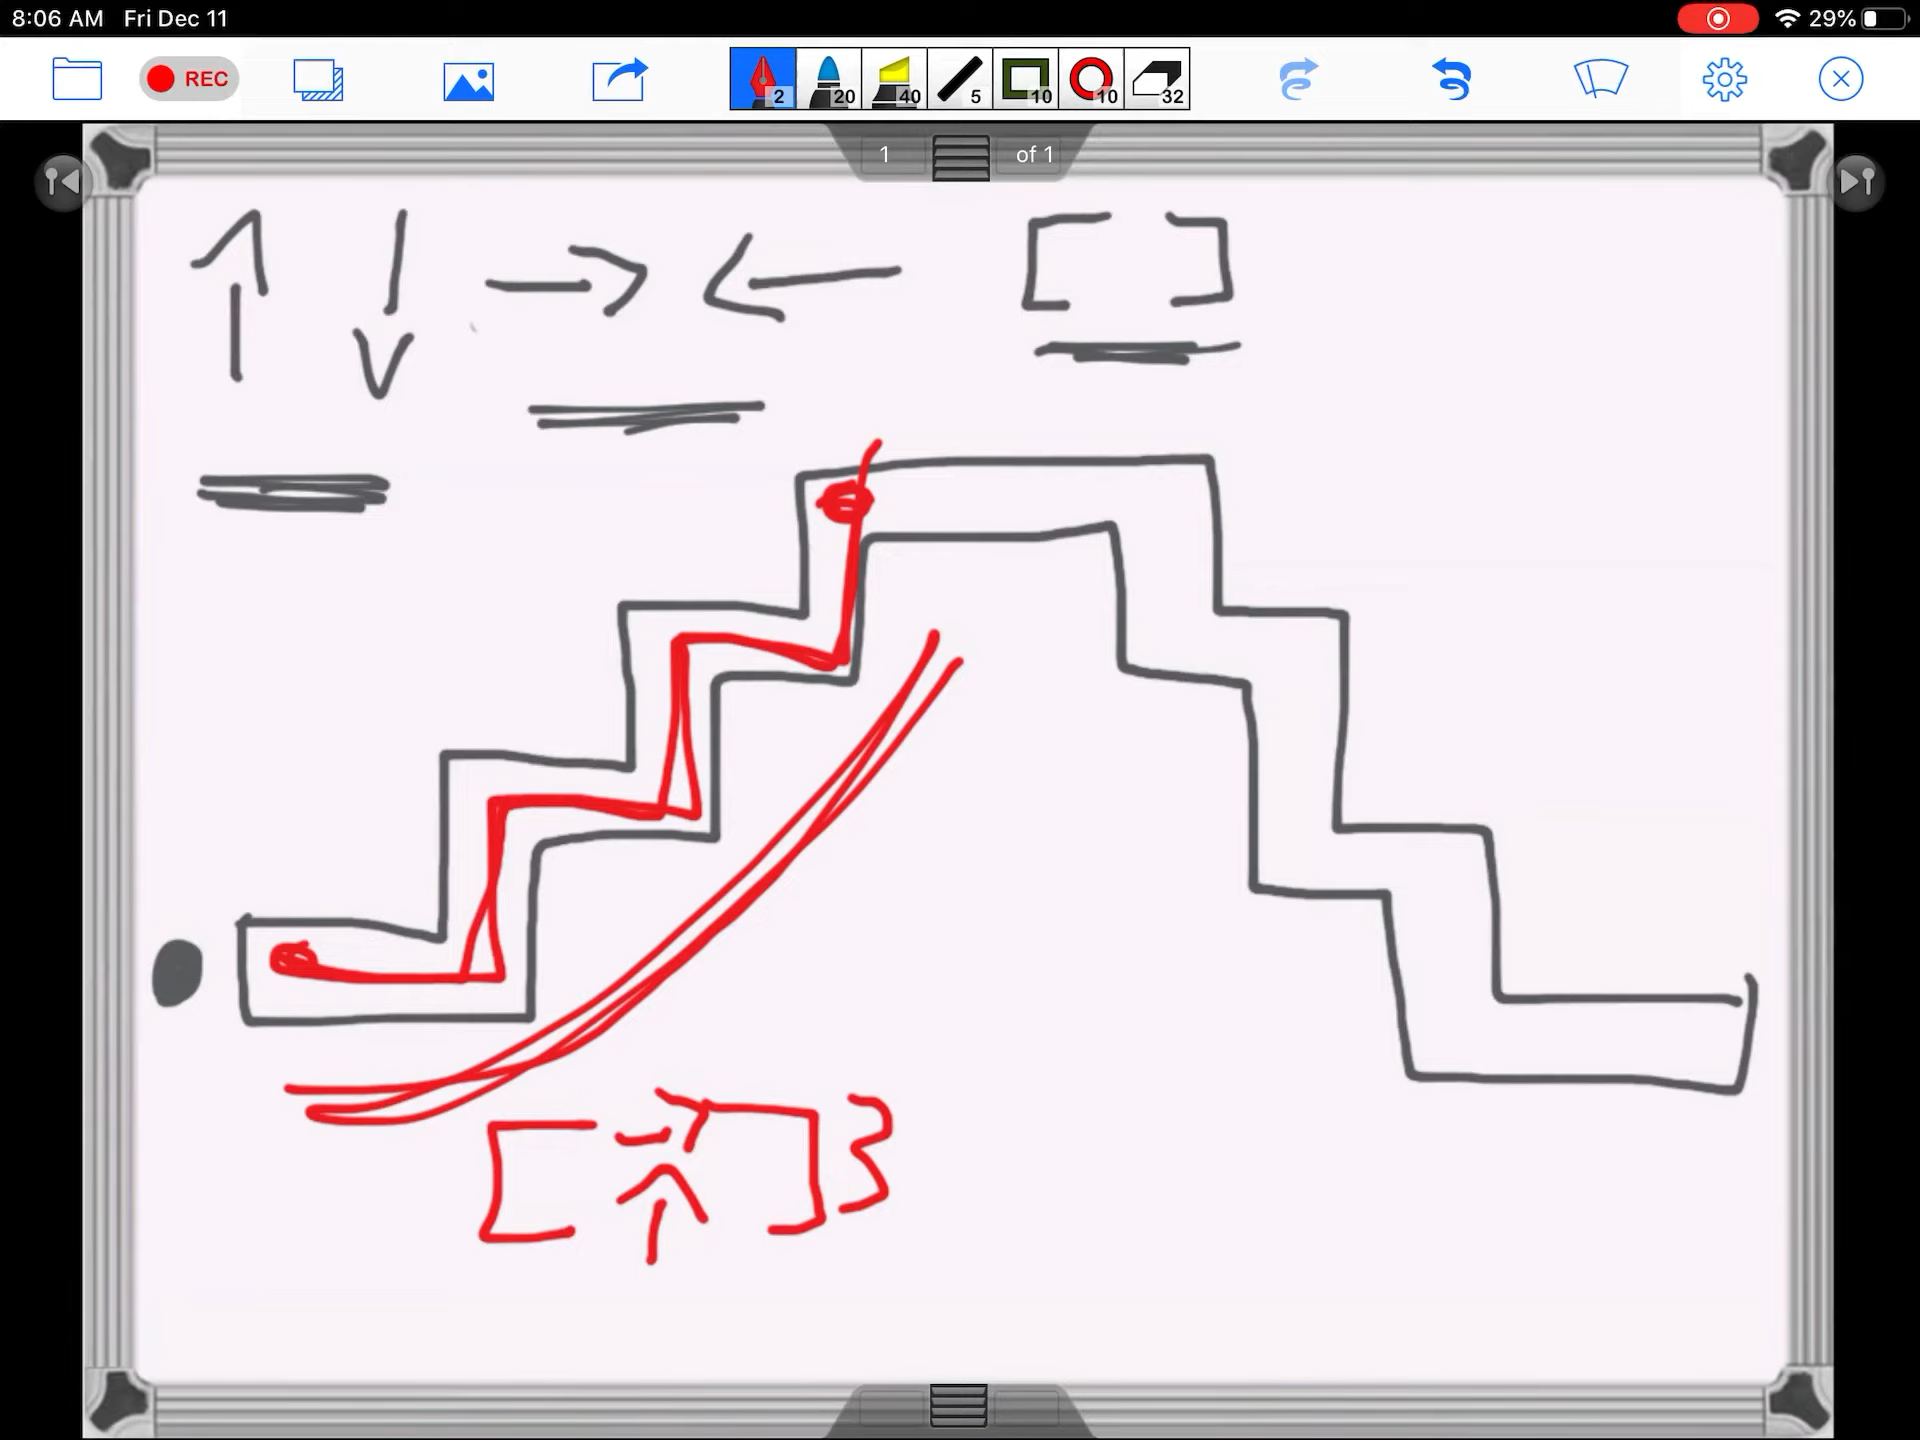 8:06 AM Fri Dec 11 29%
REC 2 20 40 5 10 10 32
1 of 1
↑ ↓ → ← [ ]
[ → ] 3
↑